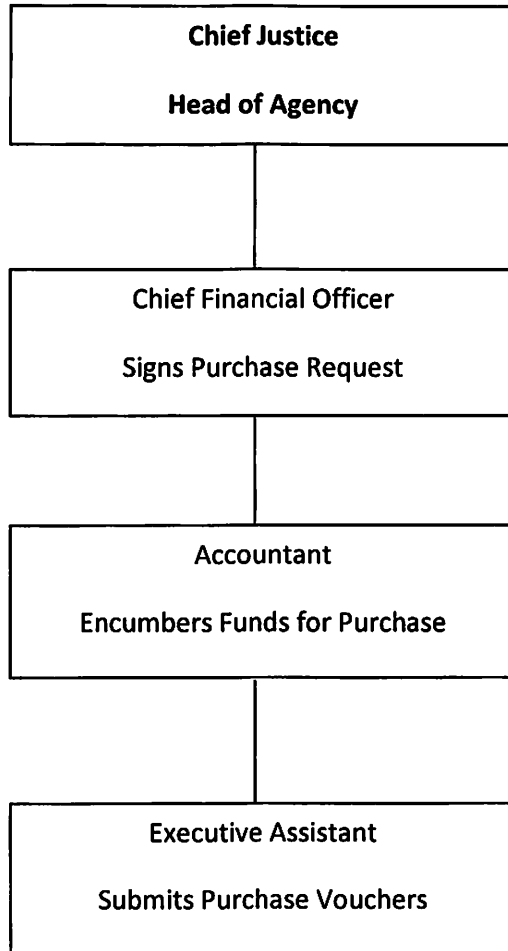 Chief Justice
Head of Agency
Chief Financial Officer
Signs Purchase Request
Accountant
Encumbers Funds for Purchase
Executive Assistant
Submits Purchase Vouchers